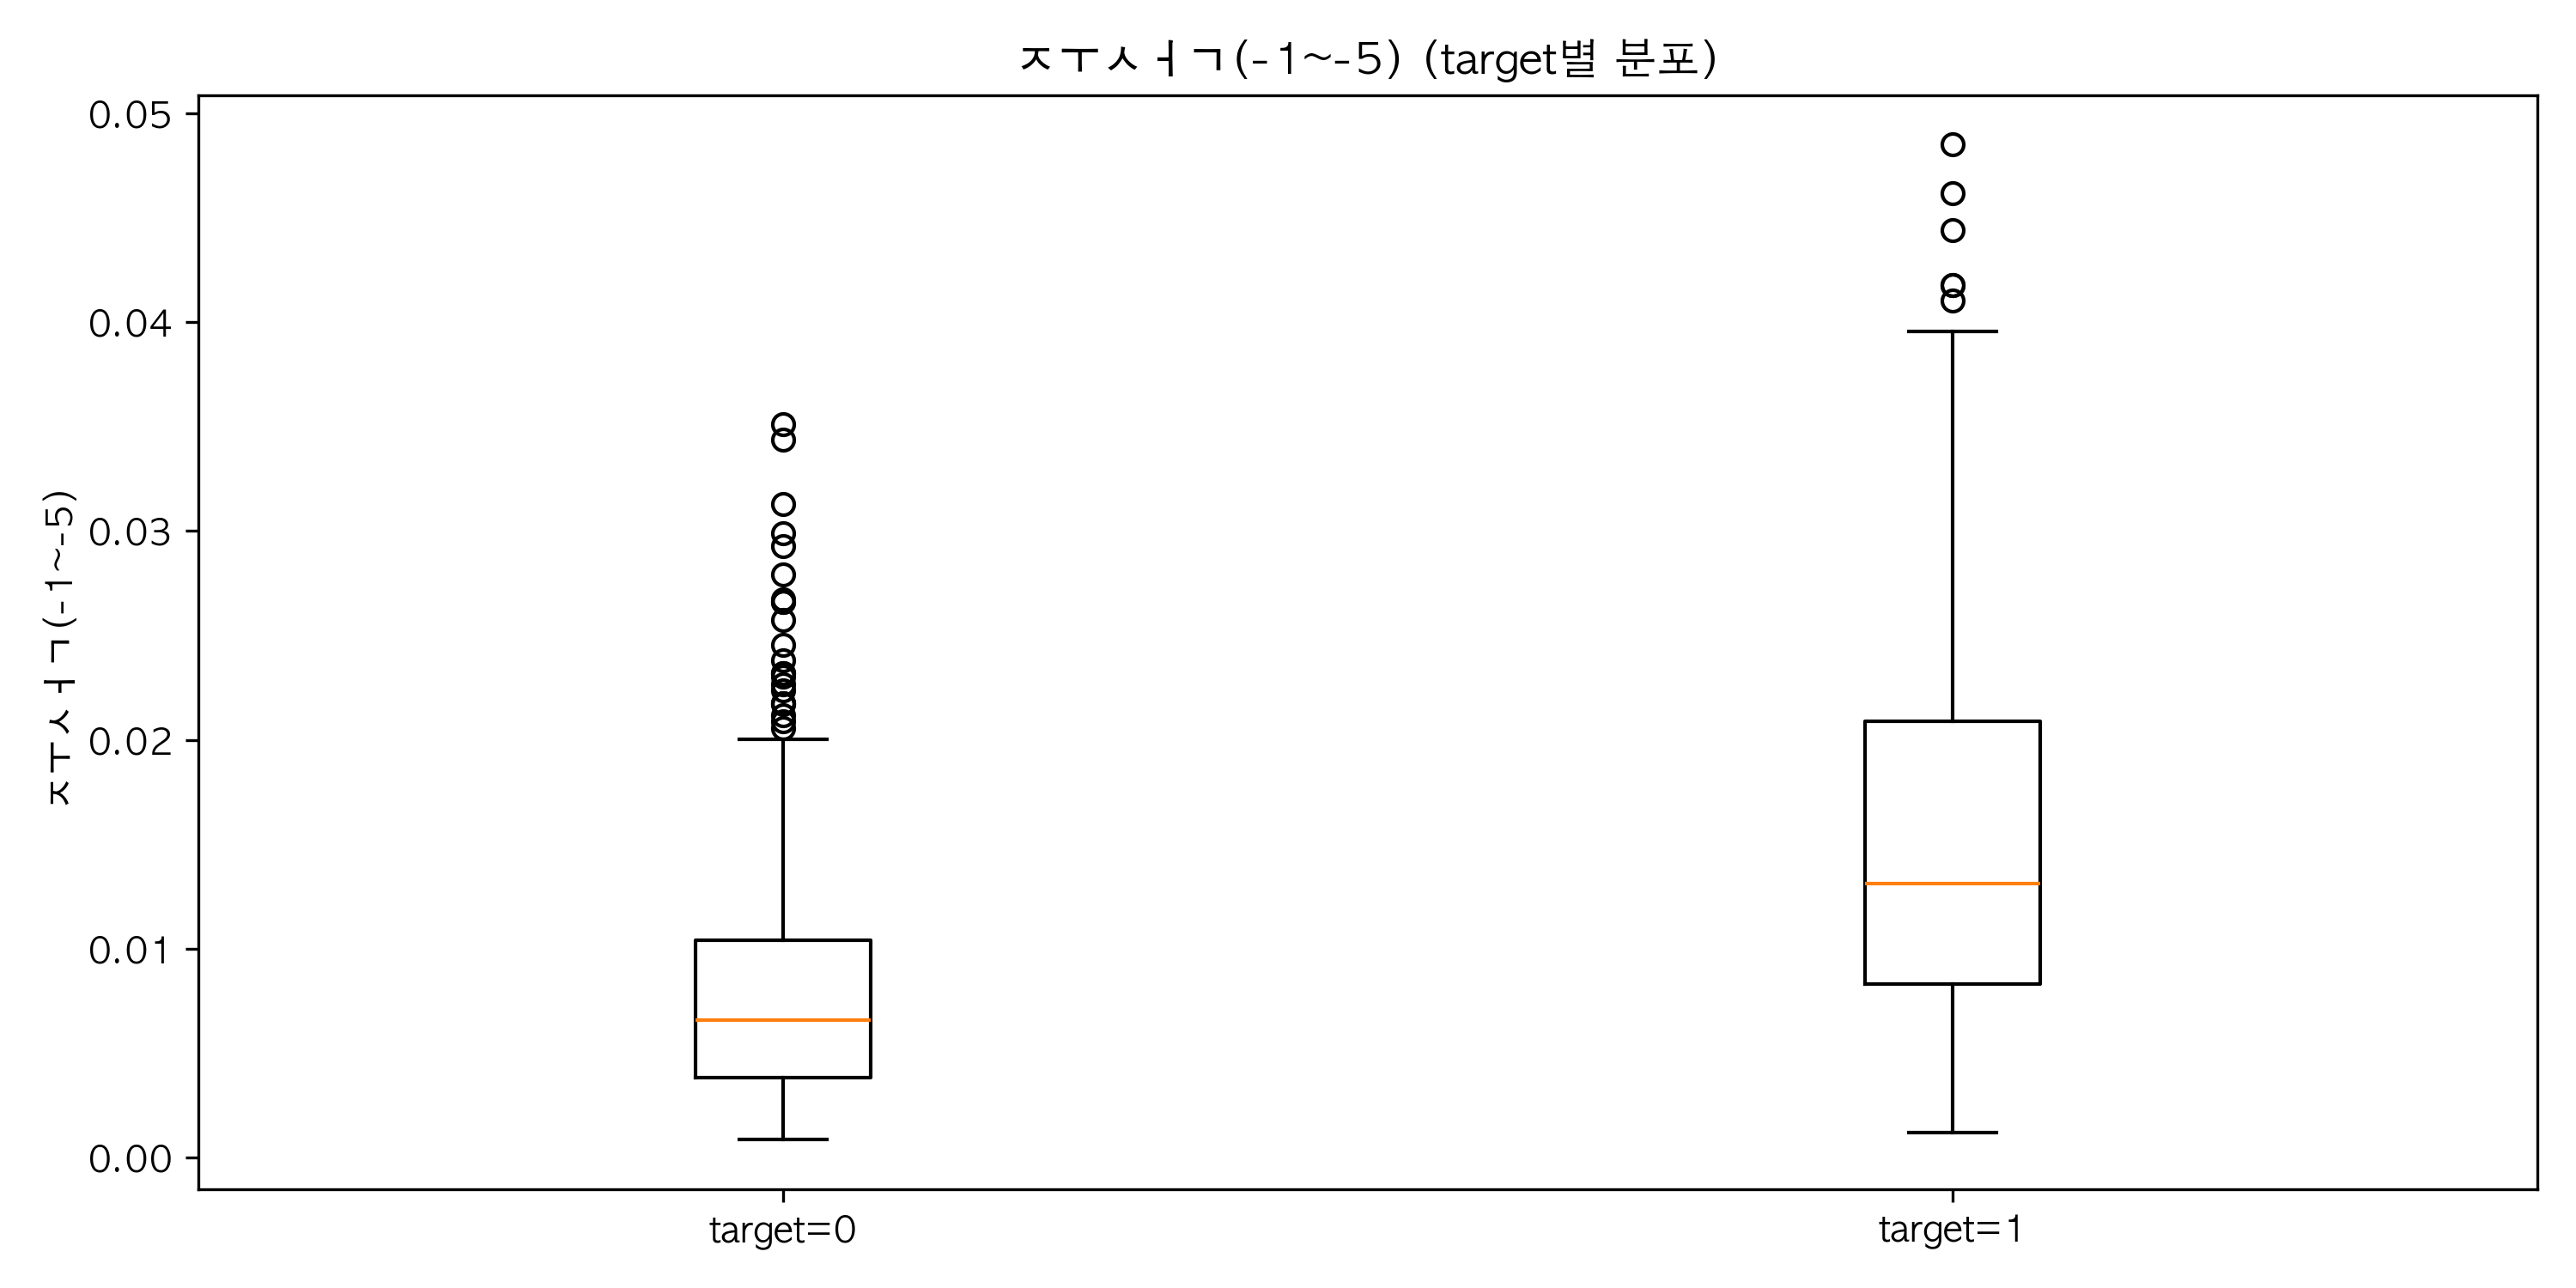 ㅈㅜㅅㅓㄱ(-1~-5) (target별 분포)
ㅈㅜㅅㅓㄱ(-1~-5)
0.05
0.04
0.03
0.02
0.01
0.00
target=0
target=1